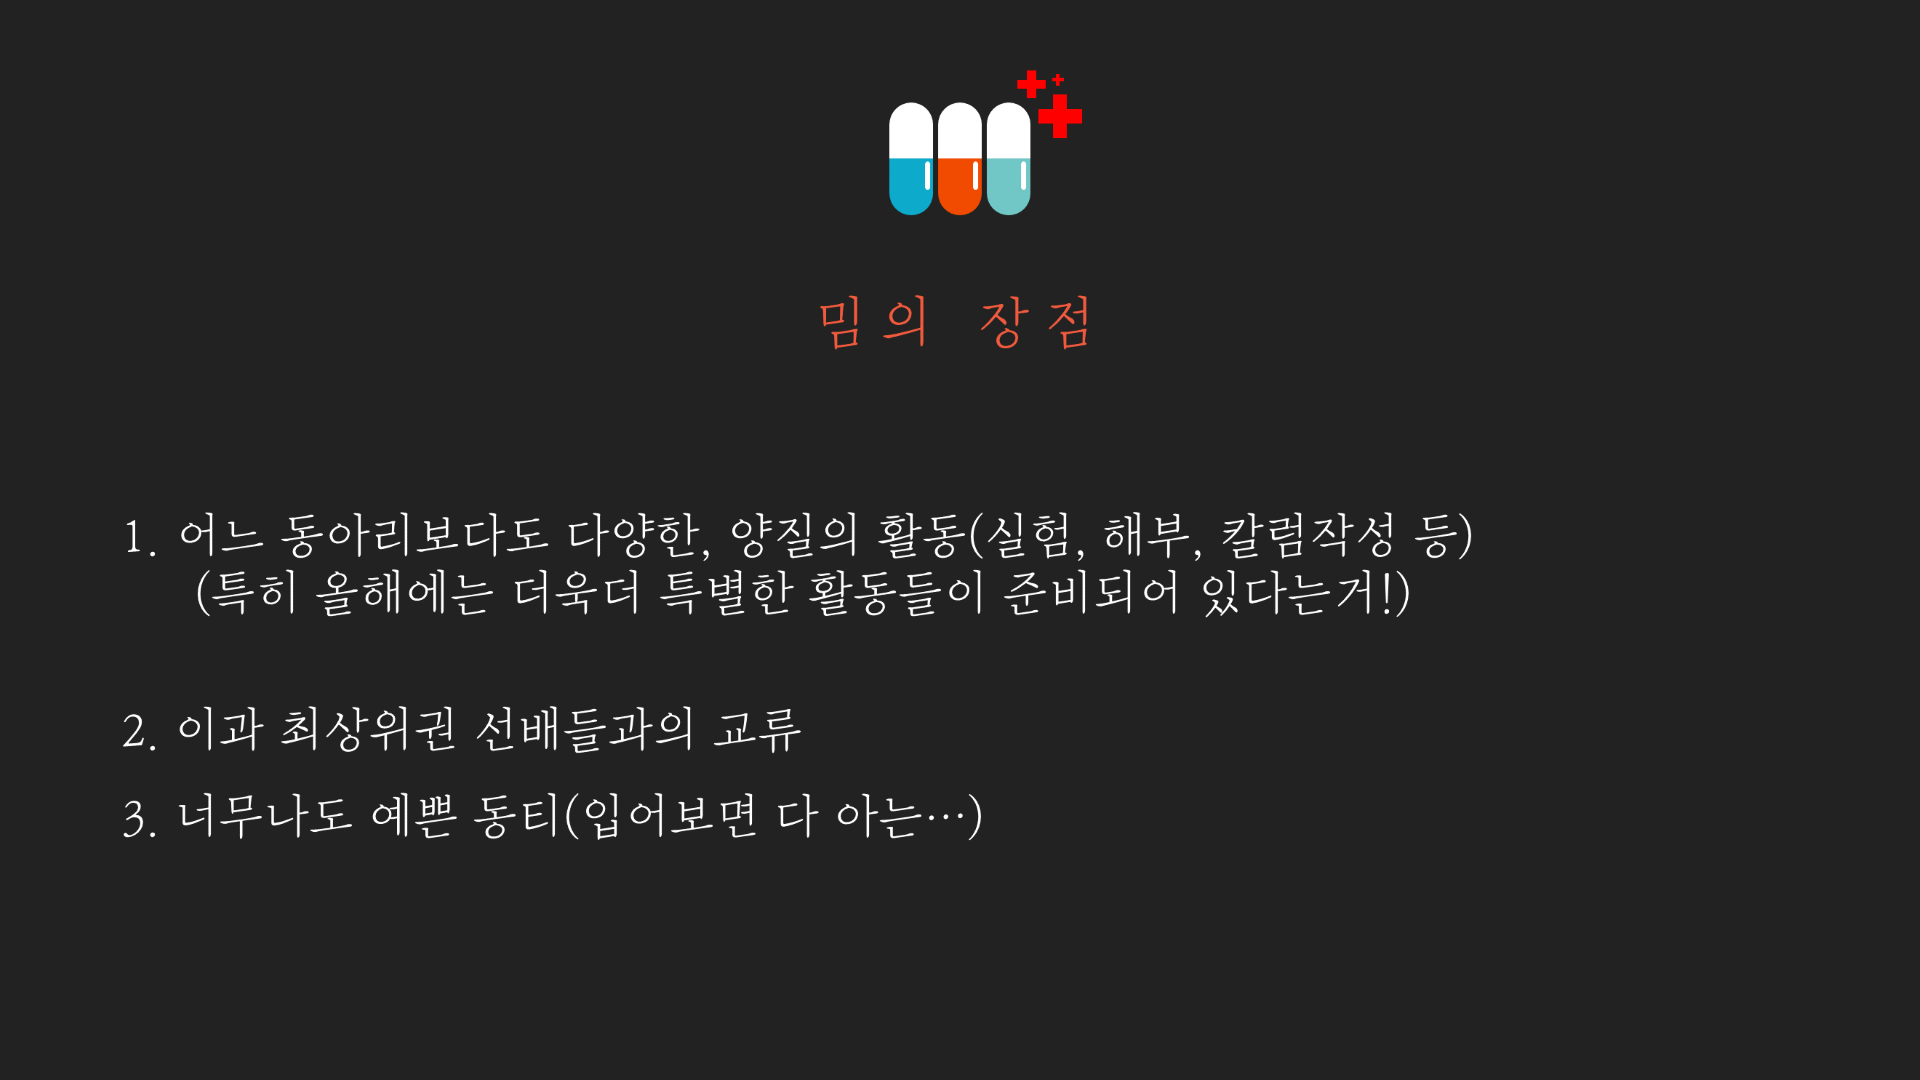 밈의 장점
1. 어느 동아리보다도 다양한, 양질의 활동(실험, 해부, 칼럼작성 등)
(특히 올해에는 더욱더 특별한 활동들이 준비되어 있다는거!)
2. 이과 최상위권 선배들과의 교류
3. 너무나도 예쁜 동티(입어보면 다 아는…)